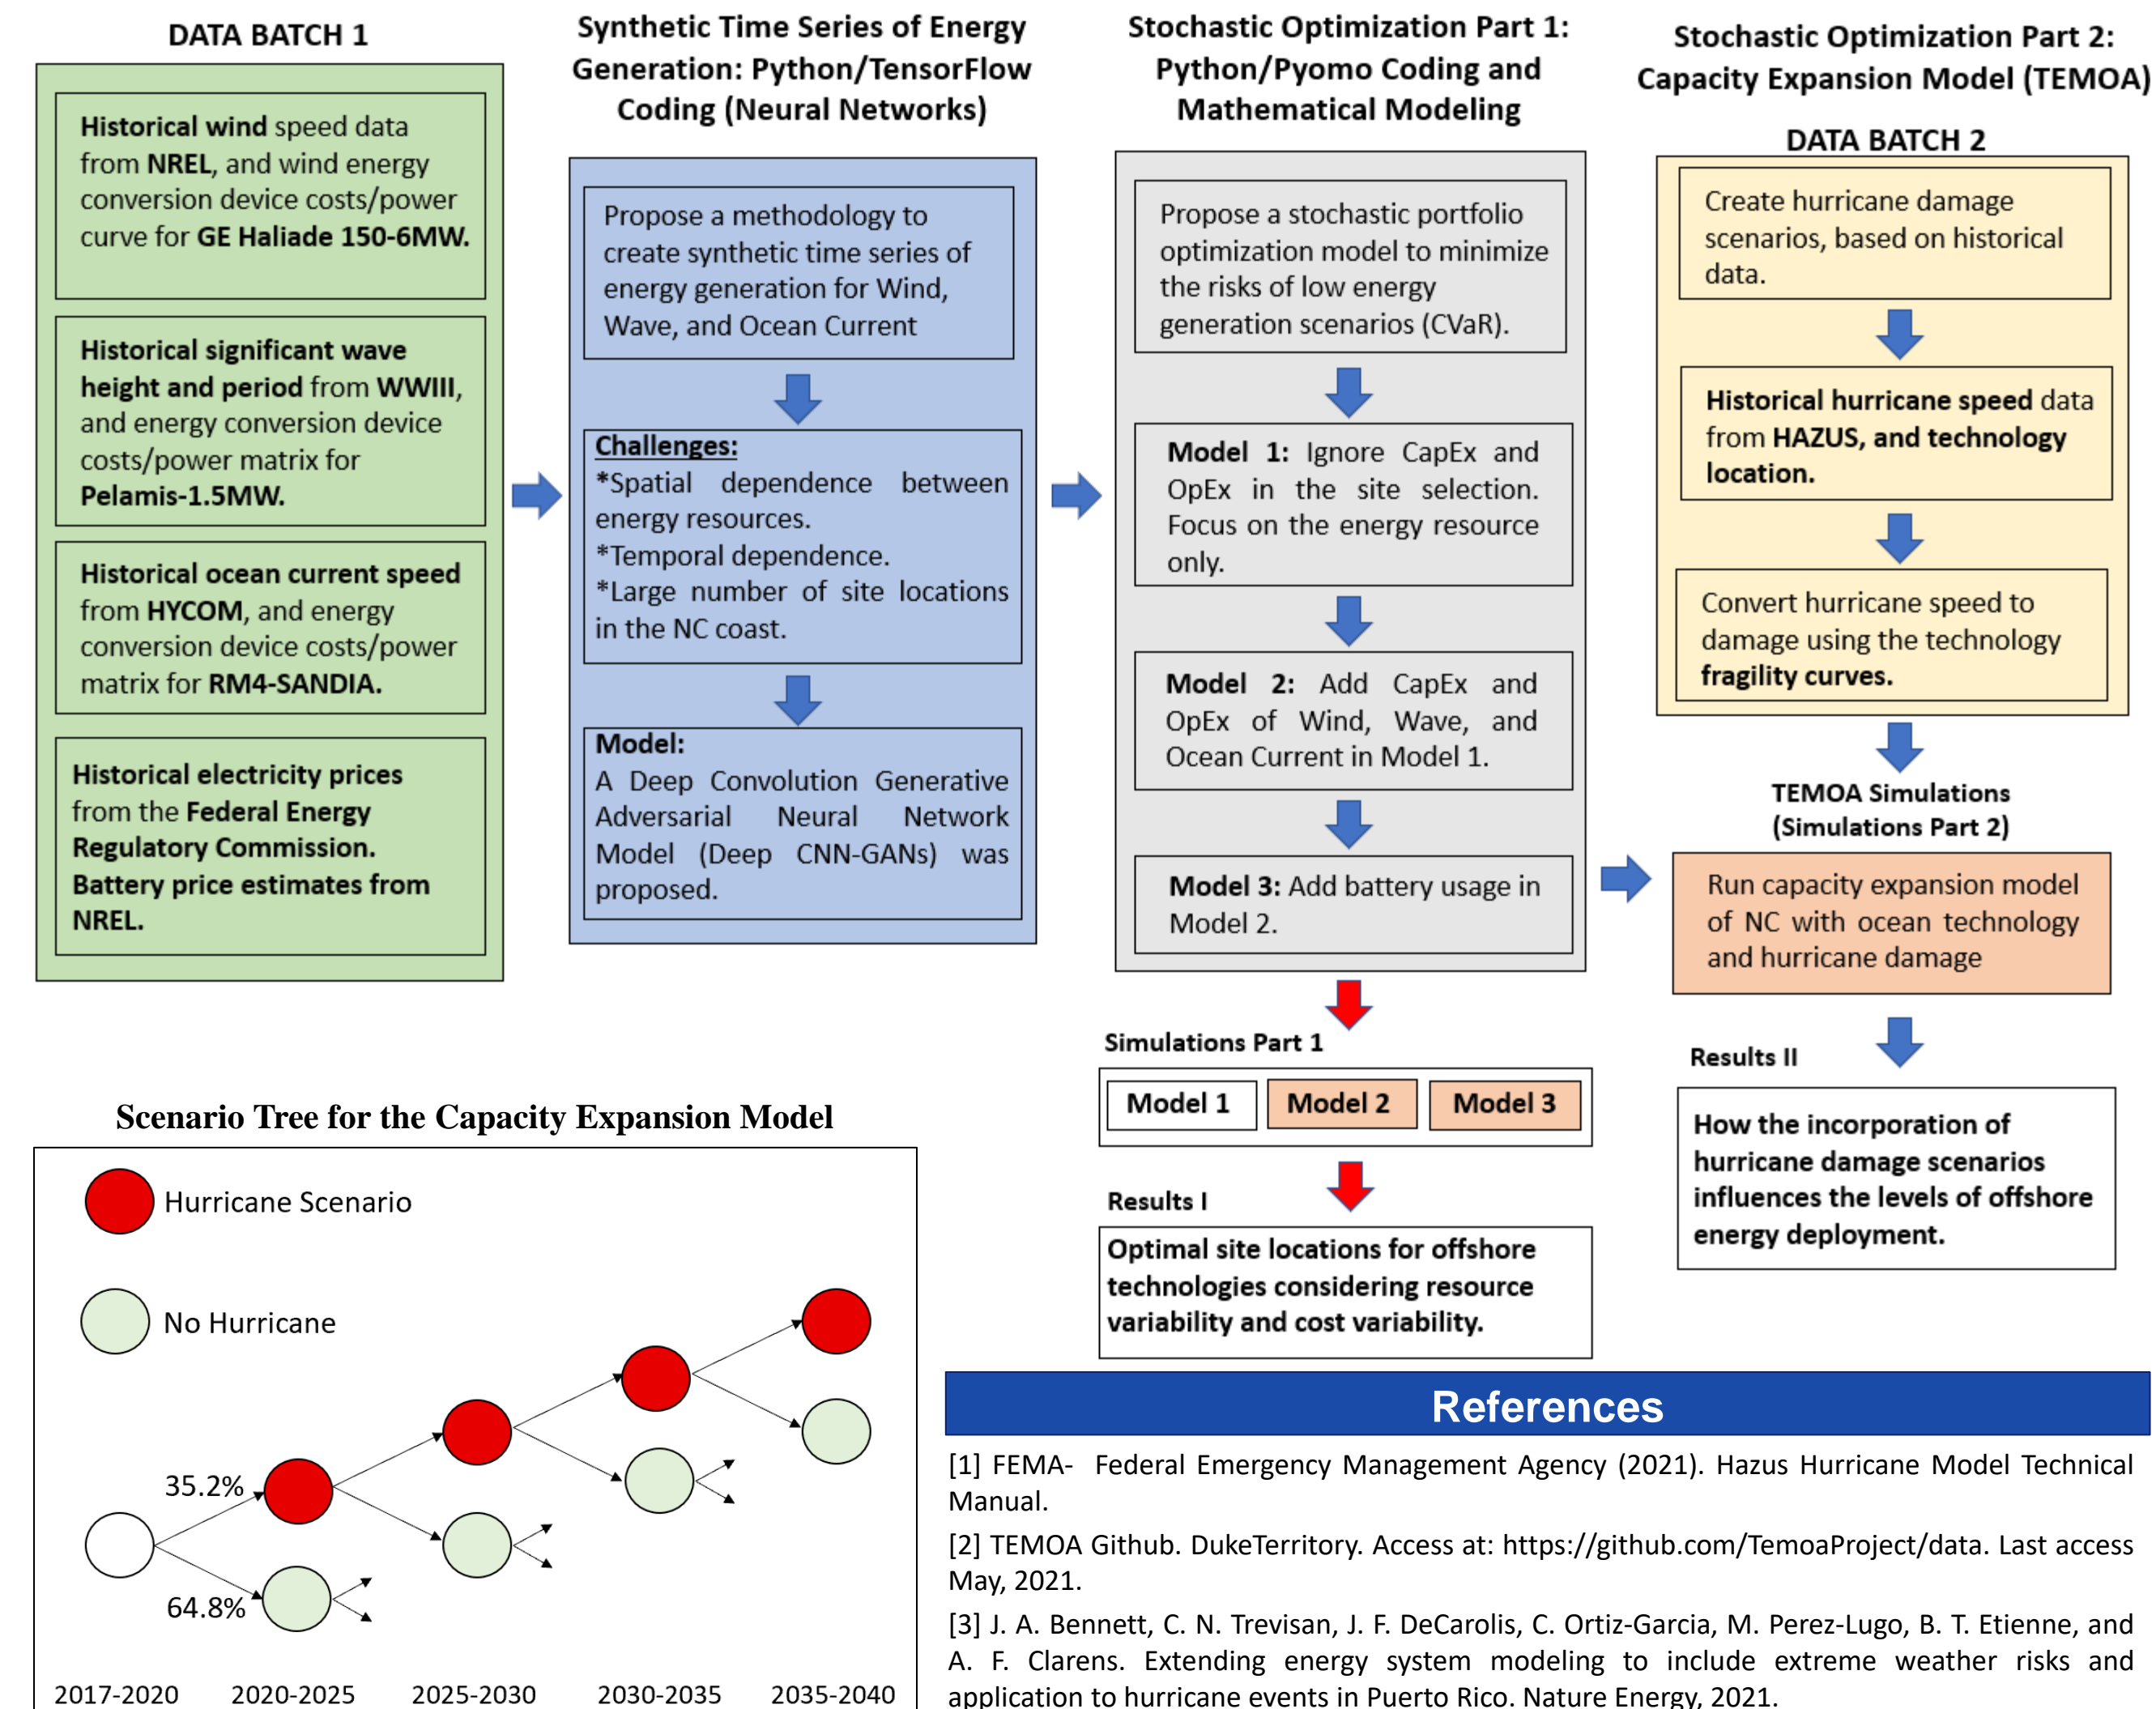 DATA BATCH 1
Historical wind speed data
from NREL, and wind energy
conversion device costs/power
curve for GE Haliade 150-6MW.
Historical significant wave
height and period from WWIII,
and energy conversion device
costs/power matrix for
Pelamis-1.5MW.
Historical ocean current speed
from HYCOM, and energy
conversion device costs/power
matrix for RM4-SANDIA.
Historical electricity prices
from the Federal Energy
Regulatory Commission.
Battery price estimates from
NREL.
Synthetic Time Series of Energy
Generation: Python/TensorFlow
Coding (Neural Networks)
Propose a methodology to
create synthetic time series of
energy generation for Wind,
Wave, and Ocean Current
Challenges:
*Spatial dependence between
energy resources.
*Temporal dependence.
*Large number of site locations
in the NC coast.
Model:
A Deep Convolution Generative
Adversarial Neural Network
Model (Deep CNN-GANs) was
proposed.
Stochastic Optimization Part 1:
Python/Pyomo Coding and
Mathematical Modeling
Propose a stochastic portfolio
optimization model to minimize
the risks of low energy
generation scenarios (CVaR).
Model 1: Ignore CapEx and
OpEx in the site selection.
Focus on the energy resource
only.
Model 2: Add CapEx and
OpEx of Wind, Wave, and
Ocean Current in Model 1.
Model 3: Add battery usage in
Model 2.
Simulations Part 1
Model 1 Model 2 Model 3
Results I
Optimal site locations for offshore
technologies considering resource
variability and cost variability.
Stochastic Optimization Part 2:
Capacity Expansion Model (TEMOA)
DATA BATCH 2
Create hurricane damage
scenarios, based on historical
data.
Historical hurricane speed data
from HAZUS, and technology
location.
Convert hurricane speed to
damage using the technology
fragility curves.
TEMOA Simulations
(Simulations Part 2)
Run capacity expansion model
of NC with ocean technology
and hurricane damage
Results II
How the incorporation of
hurricane damage scenarios
influences the levels of offshore
energy deployment.
Scenario Tree for the Capacity Expansion Model
Hurricane Scenario
No Hurricane
35.2%
64.8%
2017-2020 2020-2025 2025-2030 2030-2035 2035-2040
References
[1] FEMA- Federal Emergency Management Agency (2021). Hazus Hurricane Model Technical
Manual.
[2] TEMOA Github. DukeTerritory. Access at: https://github.com/TemoaProject/data. Last access
May, 2021.
[3] J. A. Bennett, C. N. Trevisan, J. F. DeCarolis, C. Ortiz-Garcia, M. Perez-Lugo, B. T. Etienne, and
A. F. Clarens. Extending energy system modeling to include extreme weather risks and
application to hurricane events in Puerto Rico. Nature Energy, 2021.